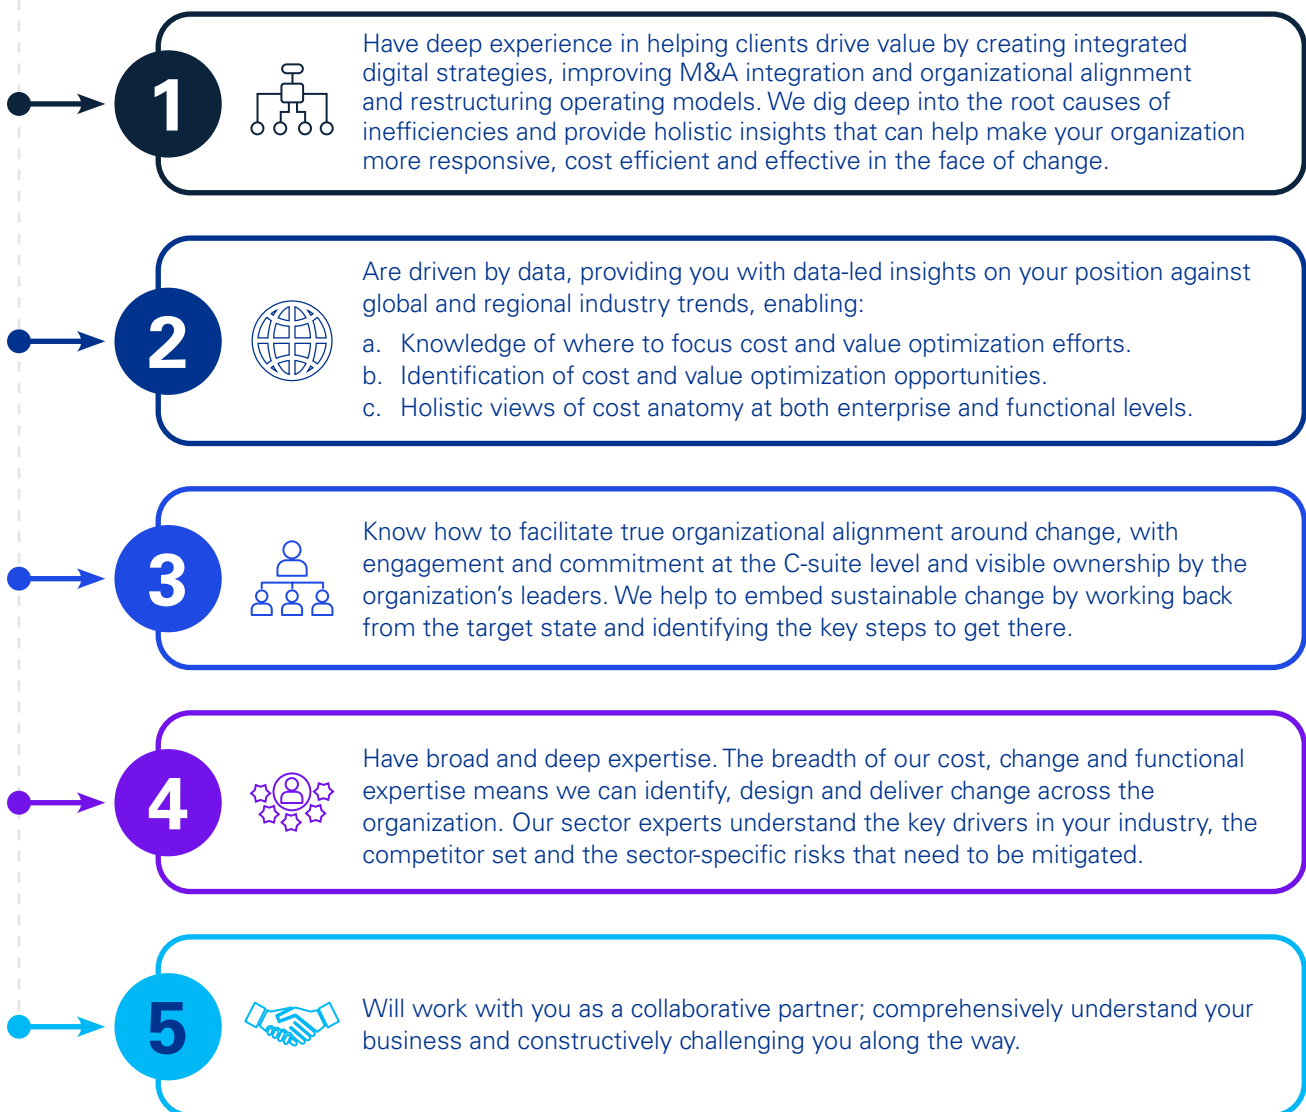 1
Have deep experience in helping clients drive value by creating integrated
digital strategies, improving M&A integration and organizational alignment
and restructuring operating models. We dig deep into the root causes of
inefficiencies and provide holistic insights that can help make your organization
more responsive, cost efficient and effective in the face of change.
2
Are driven by data, providing you with data-led insights on your position against
global and regional industry trends, enabling:
a. Knowledge of where to focus cost and value optimization efforts.
b. Identification of cost and value optimization opportunities.
c. Holistic views of cost anatomy at both enterprise and functional levels.
3
Know how to facilitate true organizational alignment around change, with
engagement and commitment at the C-suite level and visible ownership by the
organization’s leaders. We help to embed sustainable change by working back
from the target state and identifying the key steps to get there.
4
Have broad and deep expertise. The breadth of our cost, change and functional
expertise means we can identify, design and deliver change across the
organization. Our sector experts understand the key drivers in your industry, the
competitor set and the sector-specific risks that need to be mitigated.
5
Will work with you as a collaborative partner; comprehensively understand your
business and constructively challenging you along the way.